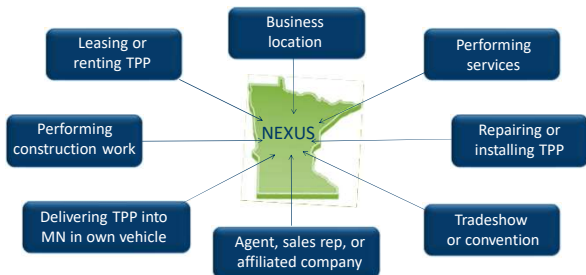 Business
location
Leasing or
renting TPP
Performing
services
NEXUS
Performing
construction work
Repairing or
installing TPP
Delivering TPP into
MN in own vehicle
Agent, sales rep, or
affiliated company
Tradeshow
or convention